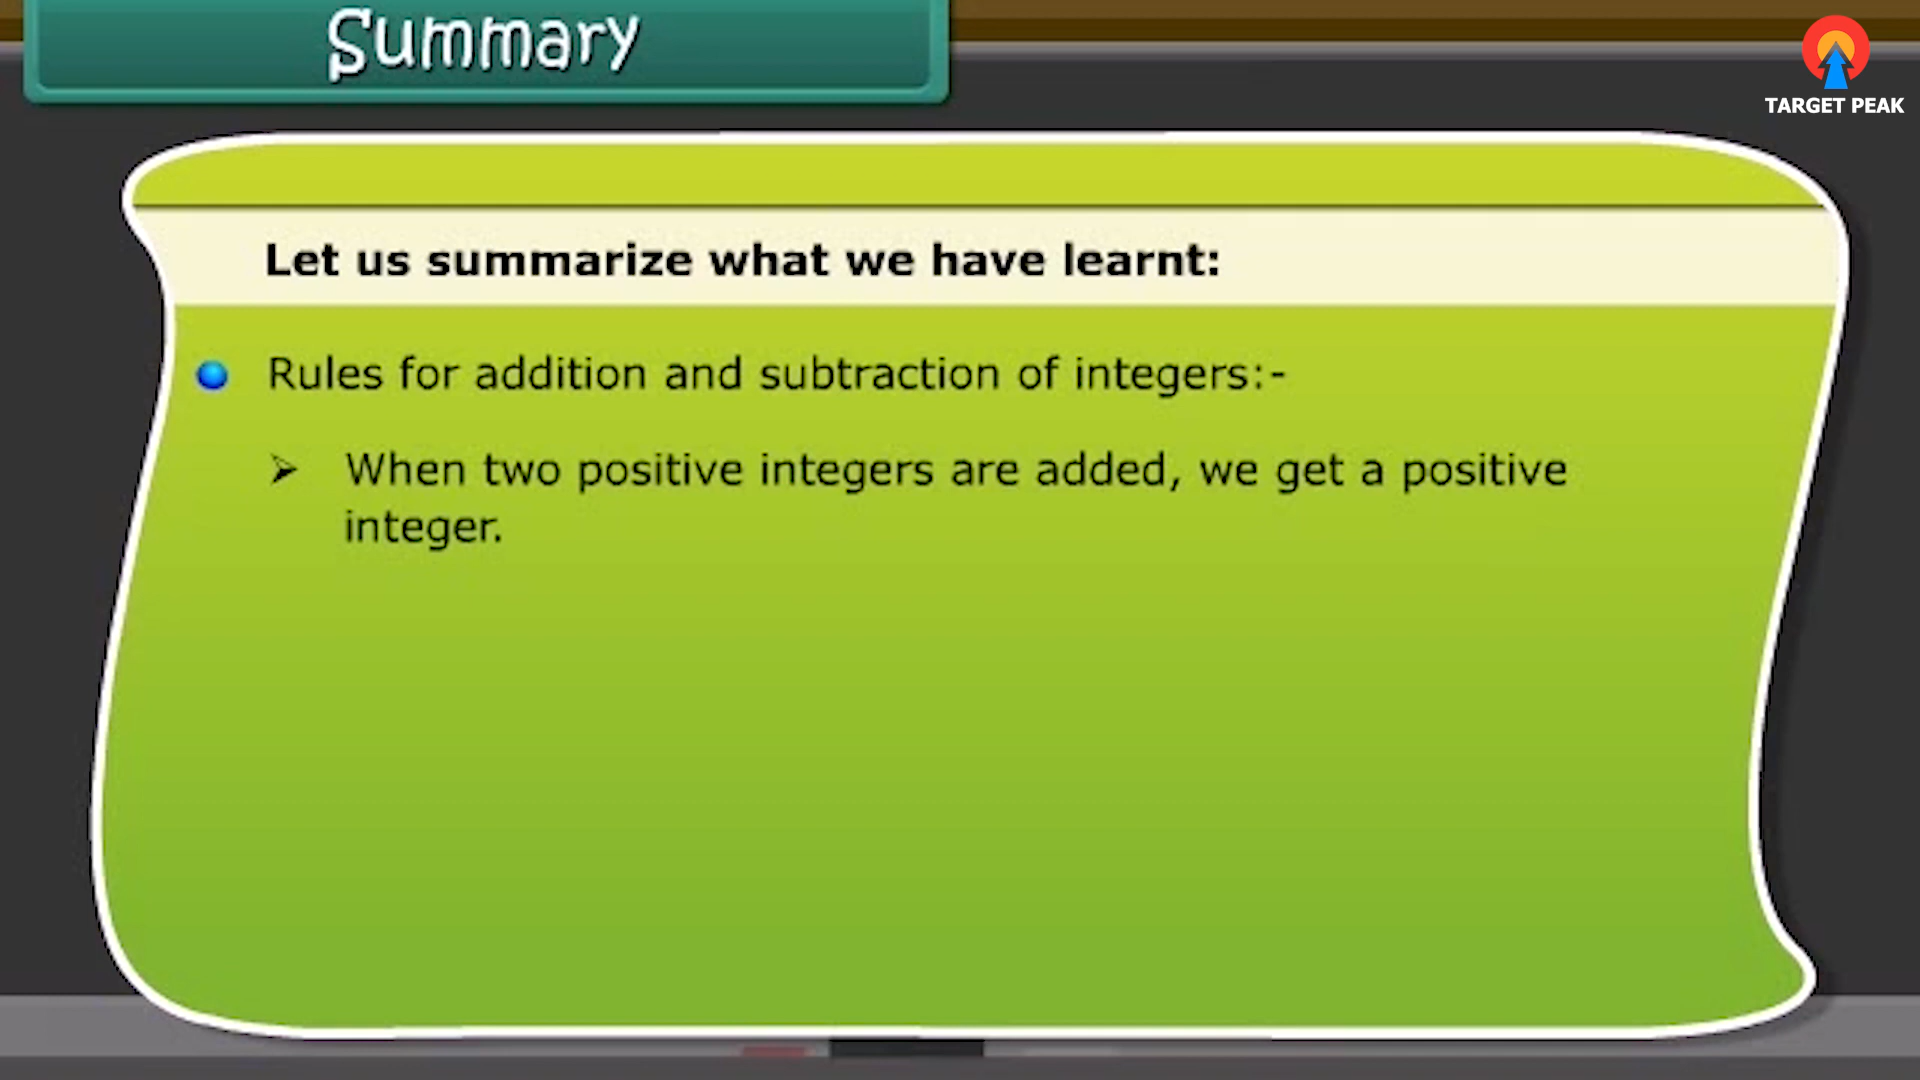 Summary
TARGET PEAK
Let us summarize what we have learnt:
Rules for addition and subtraction of integers:-
When two positive integers are added, we get a positive
integer.